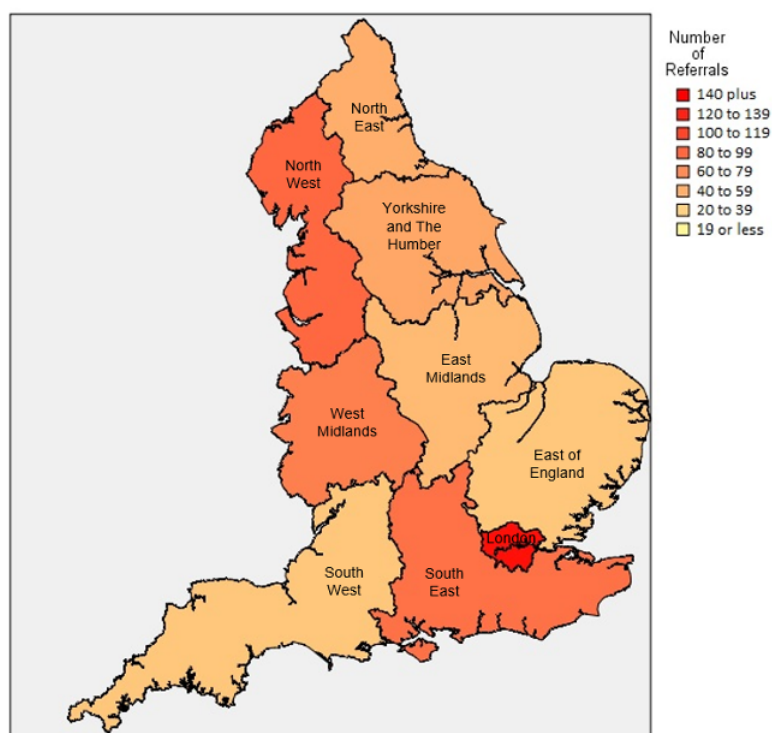 Number
of
Referrals
140 plus
120 to 139
100 to 119
80 to 99
60 to 79
40 to 59
20 to 39
19 or less
North
East
North
West
Yorkshire
and The
Humber
East
Midlands
West
Midlands
East of
England
London
South
West
South
East